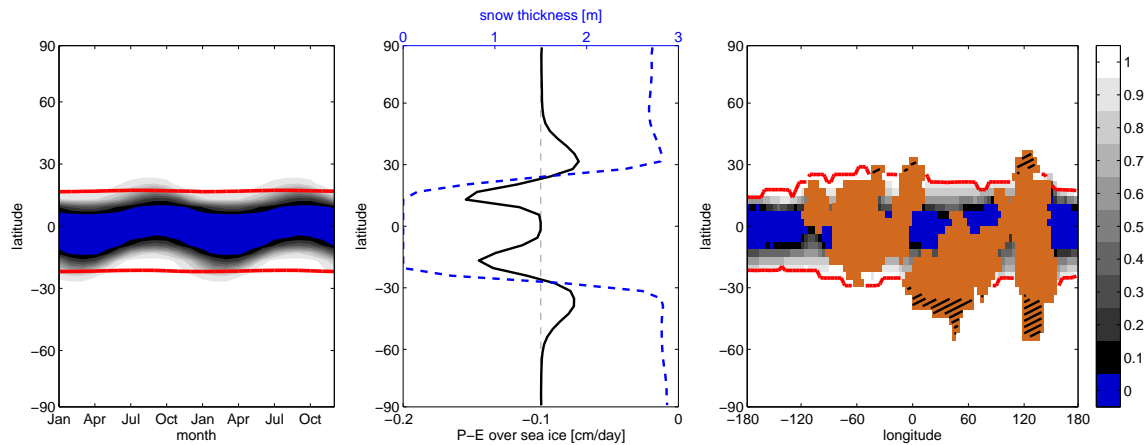 snow thickness [m]
0 1 2 3
90
60
30
0
−30
−60
−90
latitude
Jan Apr Jul Oct Jan Apr Jul Oct
month
90
60
30
0
−30
−60
−90
latitude
−0.2 −0.1 0
P−E over sea ice [cm/day]
90
60
30
0
−30
−60
−90
latitude
−180 −120 −60 0 60 120 180
longitude
1
0.9
0.8
0.7
0.6
0.5
0.4
0.3
0.2
0.1
0